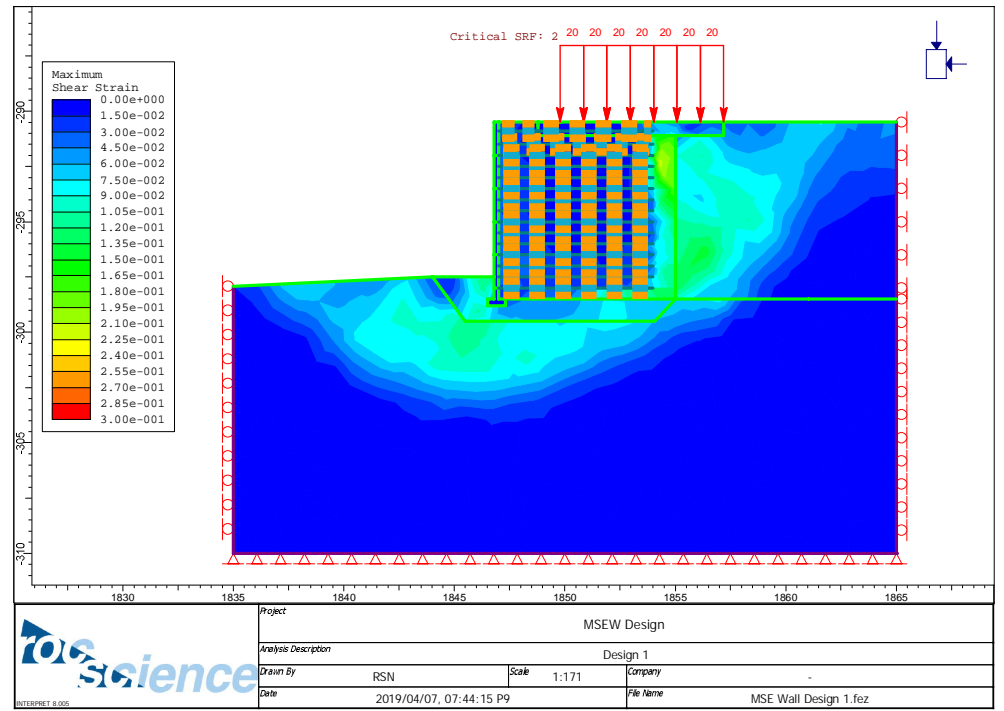 Critical SRF: 2
20 20 20 20 20 20 20
Maximum
Shear Strain
0.00e+000
1.50e-002
3.00e-002
4.50e-002
6.00e-002
7.50e-002
9.00e-002
1.05e-001
1.20e-001
1.35e-001
1.50e-001
1.65e-001
1.80e-001
1.95e-001
2.10e-001
2.25e-001
2.40e-001
2.55e-001
2.70e-001
2.85e-001
3.00e-001
-290
-295
-300
-305
-310
1830 1835 1840 1845 1850 1855 1860 1865
Project
MSEW Design
Analysis Description
Design 1
Drawn By
RSN
Scale
1:171
Company
-
Date
2019/04/07, 07:44:15 P9
File Name
MSE Wall Design 1.fez
rocscience
INTERPRET 8.005